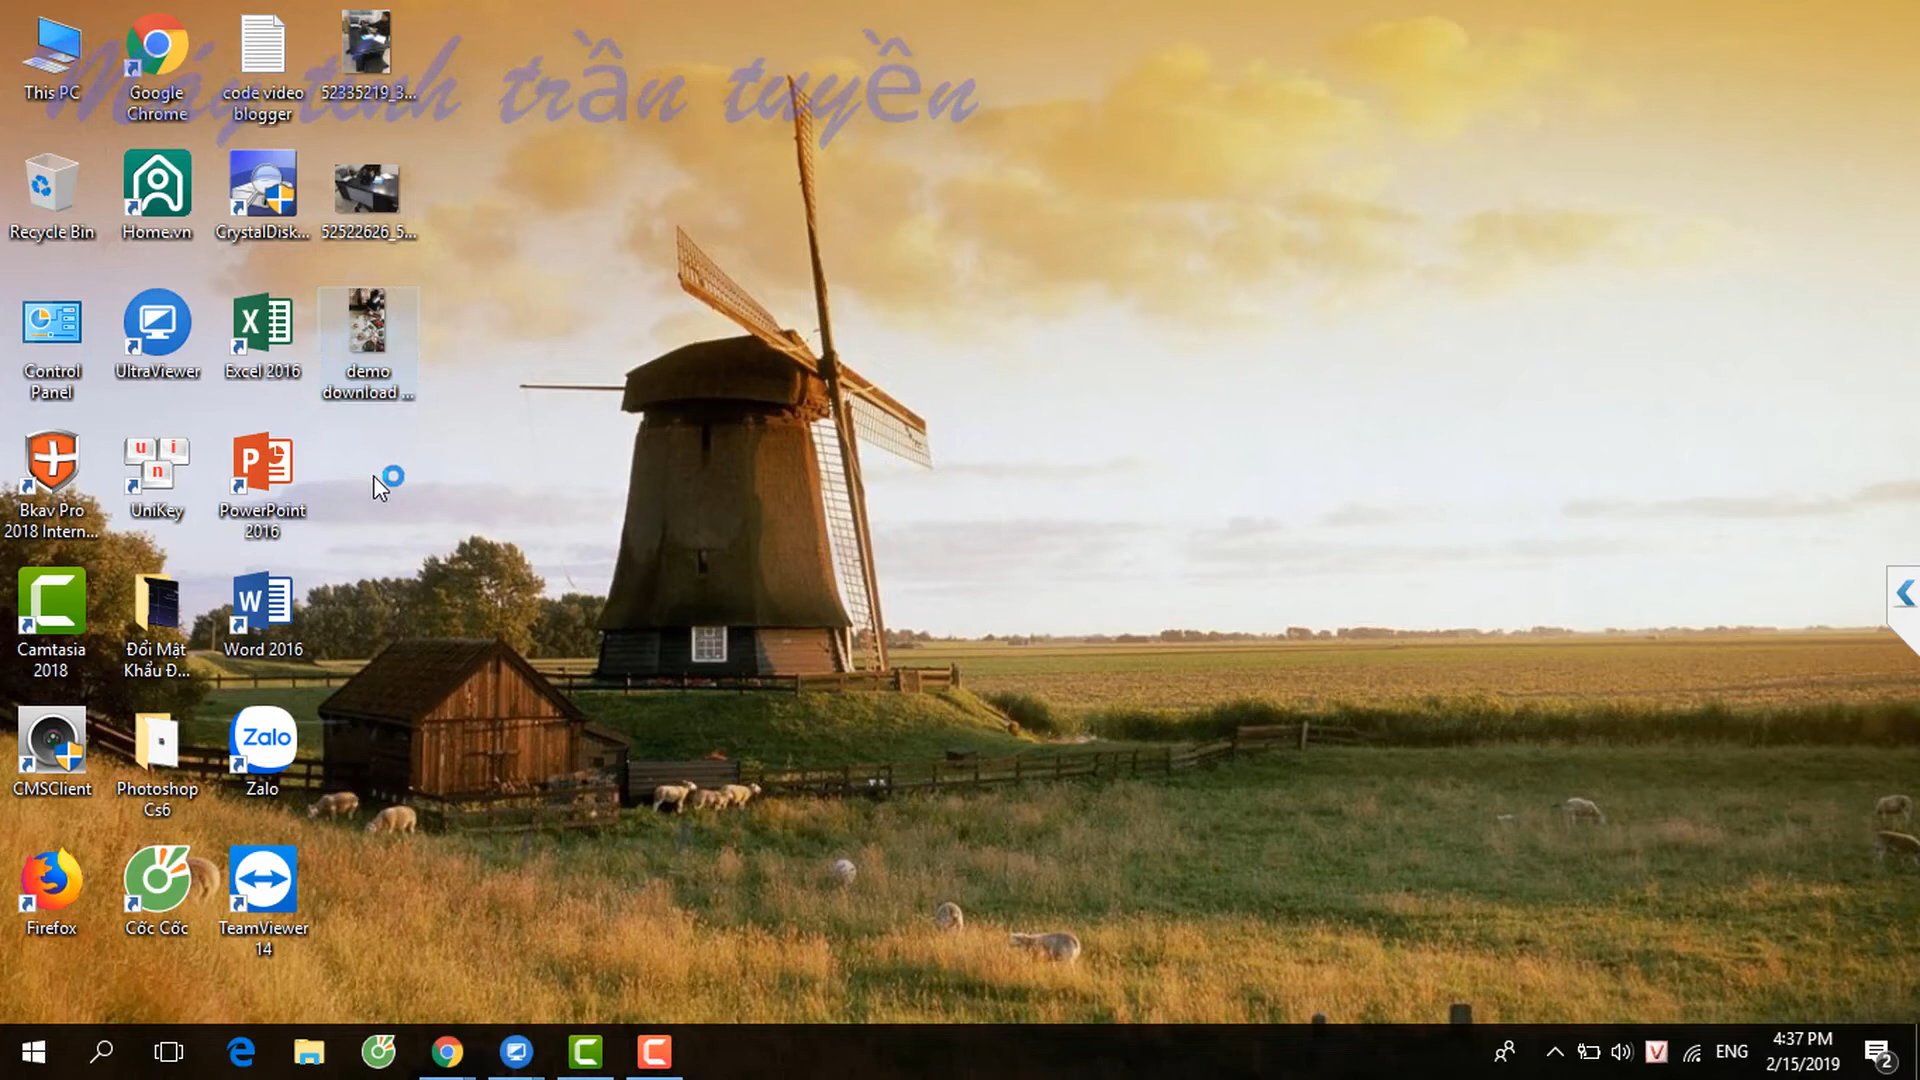 Máy tính trần tuyền
This PC
Google Chrome
code video blogger
52335219_3...
Recycle Bin
Home.vn
CrystalDisk...
52522626_5...
Control Panel
UltraViewer
Excel 2016
demo download ...
Bkav Pro 2018 Intern...
UniKey
PowerPoint 2016
Camtasia 2018
Đổi Mật Khẩu Đ...
Word 2016
CMSClient
Photoshop Cs6
Zalo
Zalo
Firefox
Cốc Cốc
TeamViewer 14
ENG
4:37 PM
2/15/2019
2